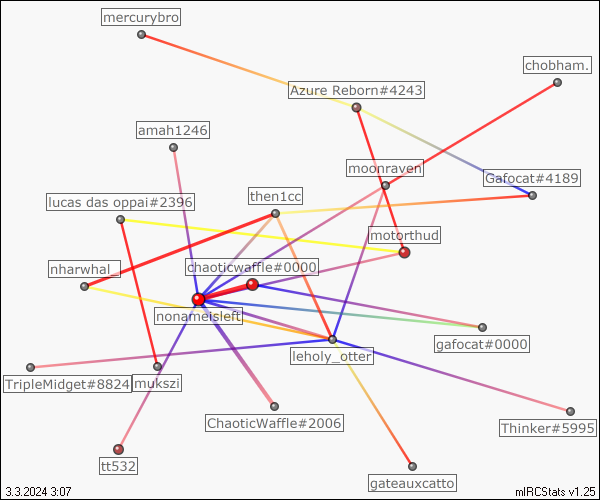 mercurybro
chobham.
Azure Reborn#4243
amah1246
moonraven
Gafocat#4189
then1cc
lucas das oppai#2396
motorthud
chaoticwaffle#0000
nharwhal_
nonameisleft
gafocat#0000
leholy_otter
TripleMidget#8824
mukszi
ChaoticWaffle#2006
Thinker#5995
tt532
gateauxcatto
3.3.2024 3:07
mIRCStats v1.25